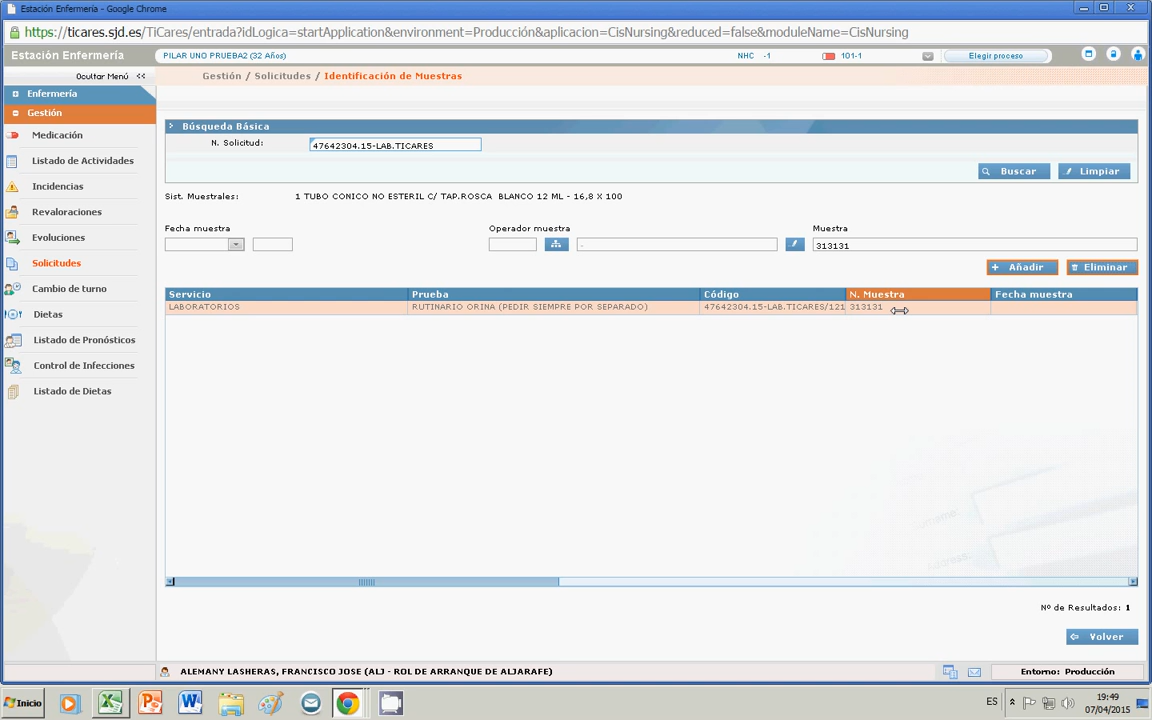 Estación Enfermería - Google Chrome
https://ticares.sjd.es/TiCares/entrada?idLogica=startApplication&environment=Producción&aplicacion=CisNursing&reduced=false&moduleName=CisNursing
Estación Enfermería
PILAR UNO PRUEBA2 (32 Años)
NHC -1
101-1
Elegir proceso
Ocultar Menú <<
Gestión / Solicitudes / Identificación de Muestras
Enfermería
Gestión
Medicación
Listado de Actividades
Incidencias
Revaloraciones
Evoluciones
Solicitudes
Cambio de turno
Dietas
Listado de Pronósticos
Control de Infecciones
Listado de Dietas
> Búsqueda Básica
N. Solicitud: 47642304.15-LAB.TICARES
Buscar
Limpiar
Sist. Muestrales: 1 TUBO CONICO NO ESTERIL C/ TAP.ROSCA BLANCO 12 ML - 16,8 X 100
Fecha muestra
Operador muestra
-
Muestra
313131
+ Añadir
Eliminar
Servicio Prueba Código N. Muestra Fecha muestra
LABORATORIOS RUTINARIO ORINA (PEDIR SIEMPRE POR SEPARADO) 47642304.15-LAB.TICARES/121 313131
Nº de Resultados: 1
Volver
ALEMANY LASHERAS, FRANCISCO JOSE (ALJ - ROL DE ARRANQUE DE ALJARAFE)
Entorno: Producción
Inicio
ES
19:49
07/04/2015